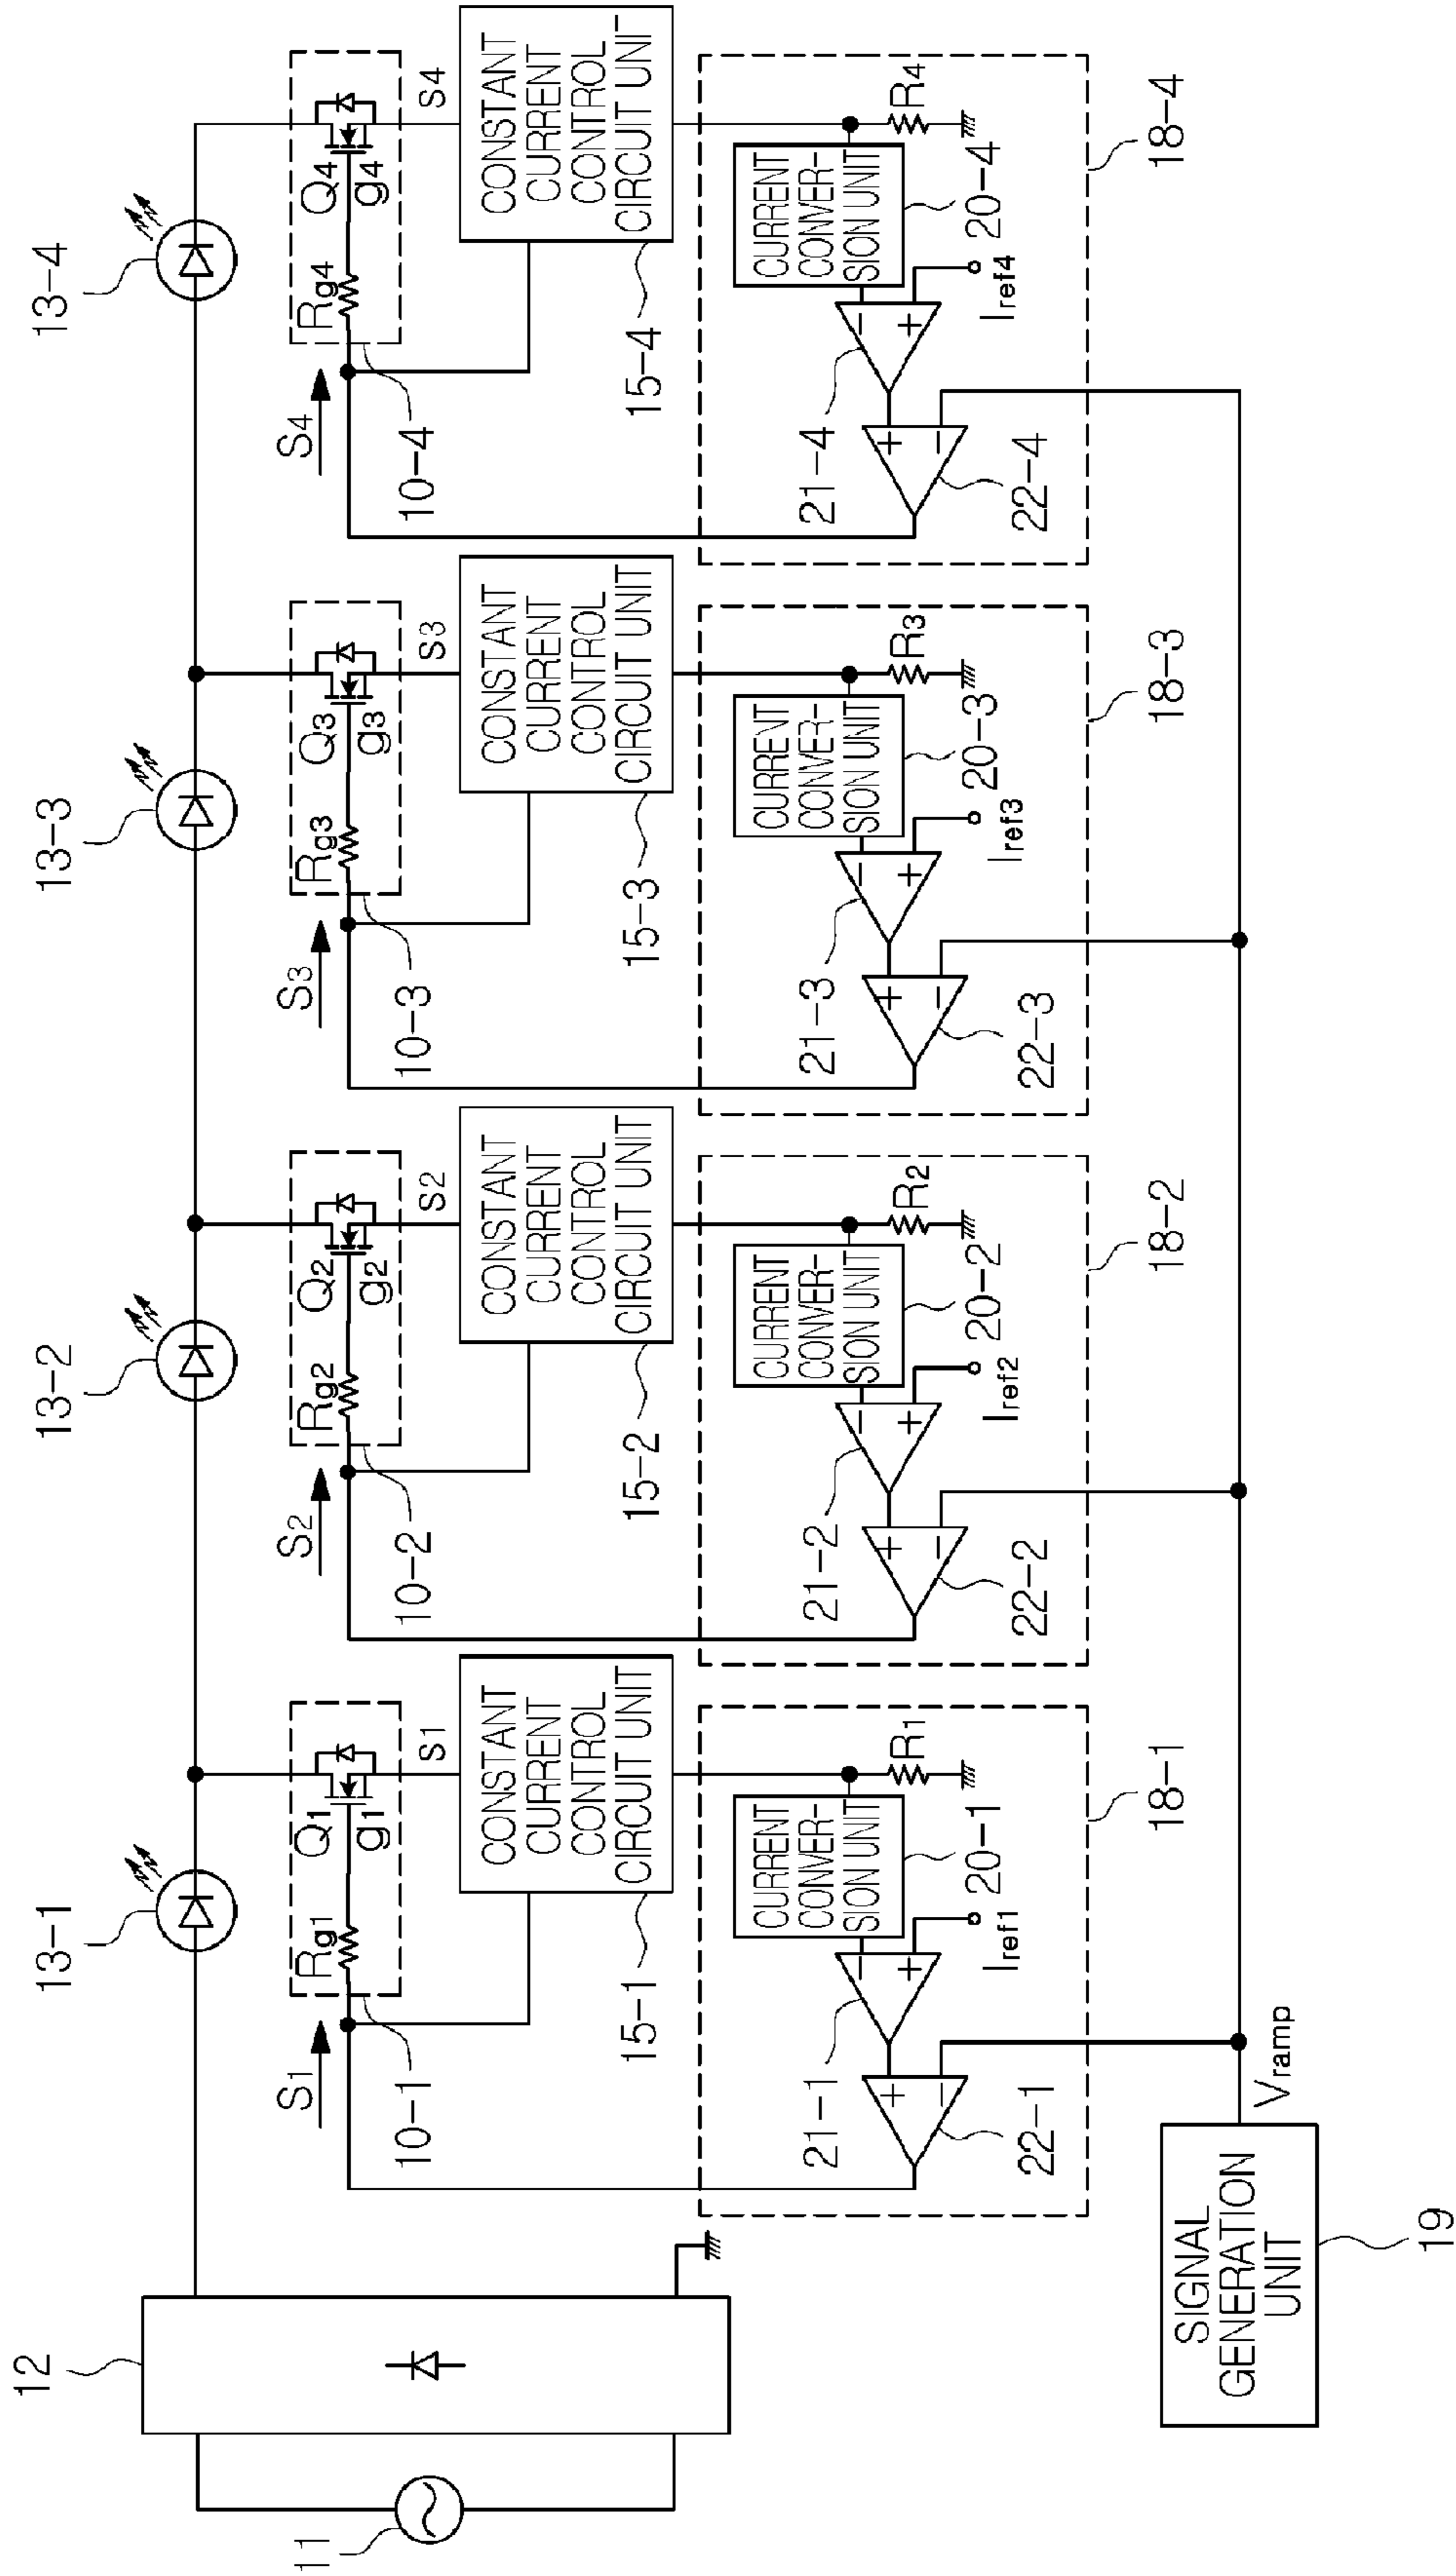 11
12
13-1
13-2
13-3
13-4
S1
Rg1
Q1
g1
s1
10-1
CONSTANT
CURRENT
CONTROL
CIRCUIT UNIT
15-1
S2
Rg2
Q2
g2
s2
10-2
CONSTANT
CURRENT
CONTROL
CIRCUIT UNIT
15-2
S3
Rg3
Q3
g3
s3
10-3
CONSTANT
CURRENT
CONTROL
CIRCUIT UNIT
15-3
S4
Rg4
Q4
g4
s4
10-4
CONSTANT
CURRENT
CONTROL
CIRCUIT UNIT
15-4
CURRENT
CONVER-
SION UNIT
R1
20-1
Iref1
21-1
− +
+ −
22-1
18-1
CURRENT
CONVER-
SION UNIT
R2
20-2
Iref2
21-2
− +
+ −
22-2
18-2
CURRENT
CONVER-
SION UNIT
R3
20-3
Iref3
21-3
− +
+ −
22-3
18-3
CURRENT
CONVER-
SION UNIT
R4
20-4
Iref4
21-4
− +
+ −
22-4
18-4
SIGNAL
GENERATION
UNIT
Vramp
19